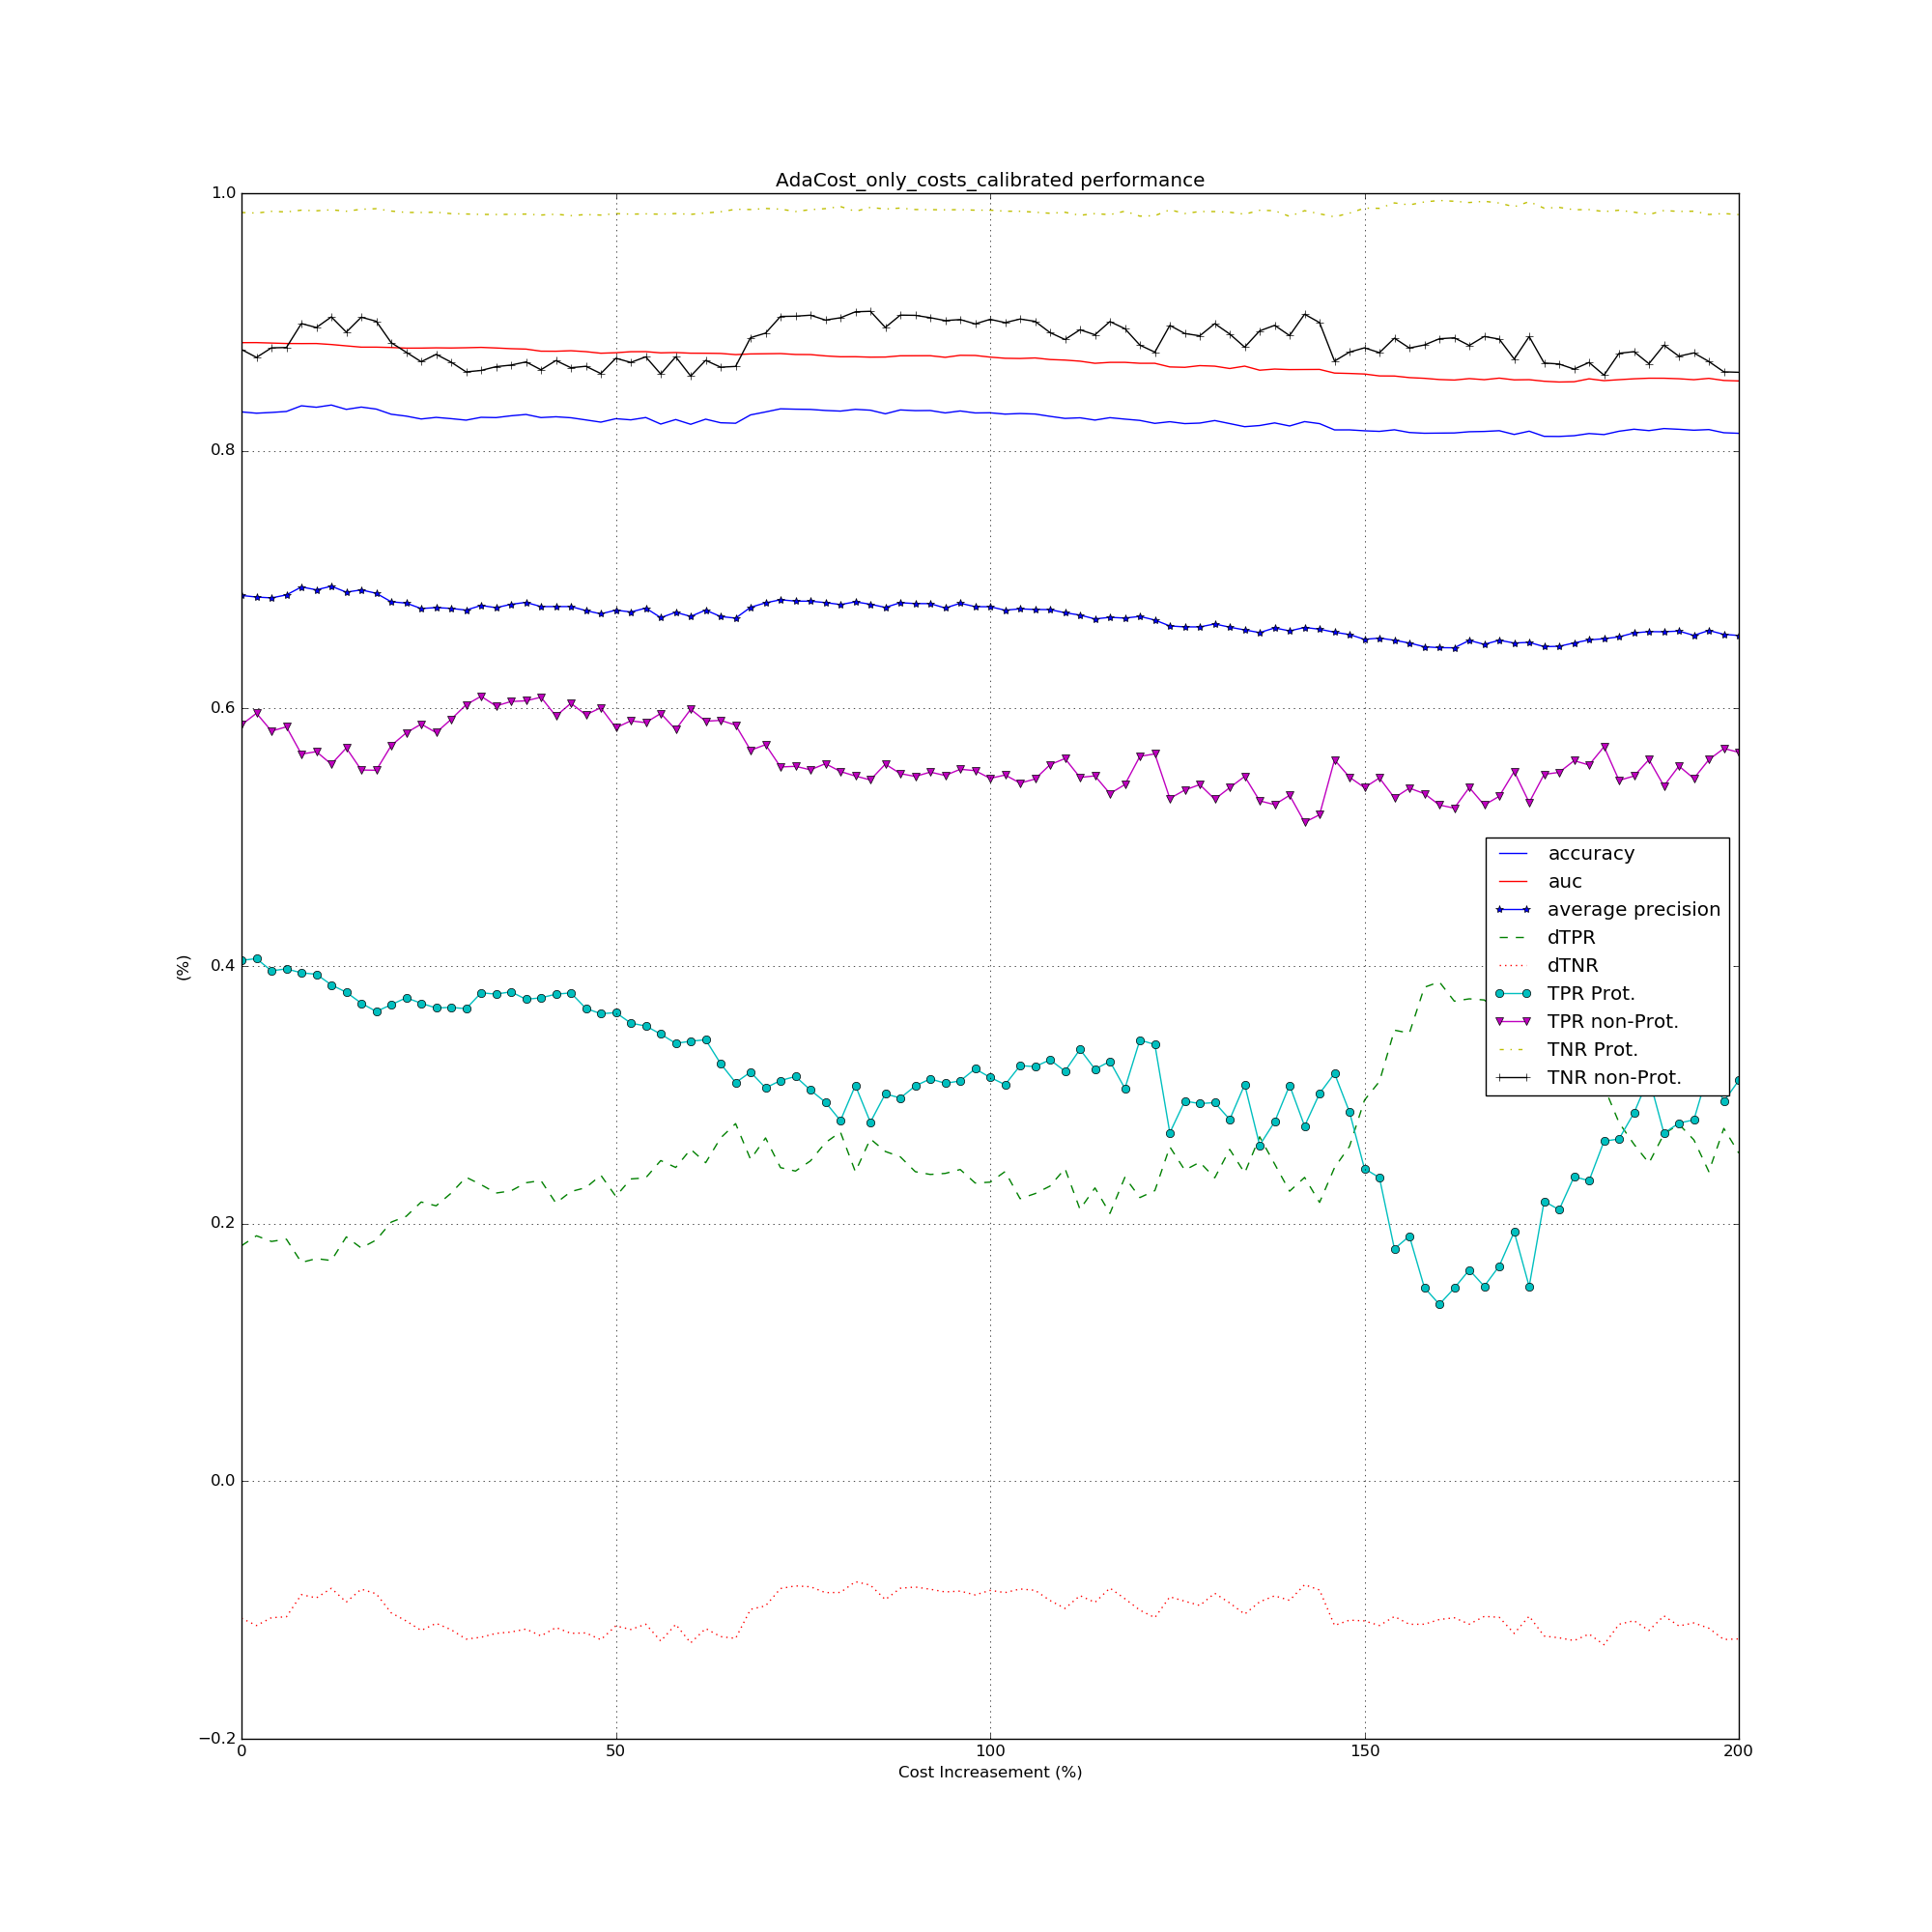 AdaCost_only_costs_calibrated performance
1.0
0.8
0.6
0.4
0.2
0.0
−0.2
(%)
accuracy
auc
average precision
dTPR
dTNR
TPR Prot.
TPR non-Prot.
TNR Prot.
TNR non-Prot.
0 50 100 150 200
Cost Increasement (%)